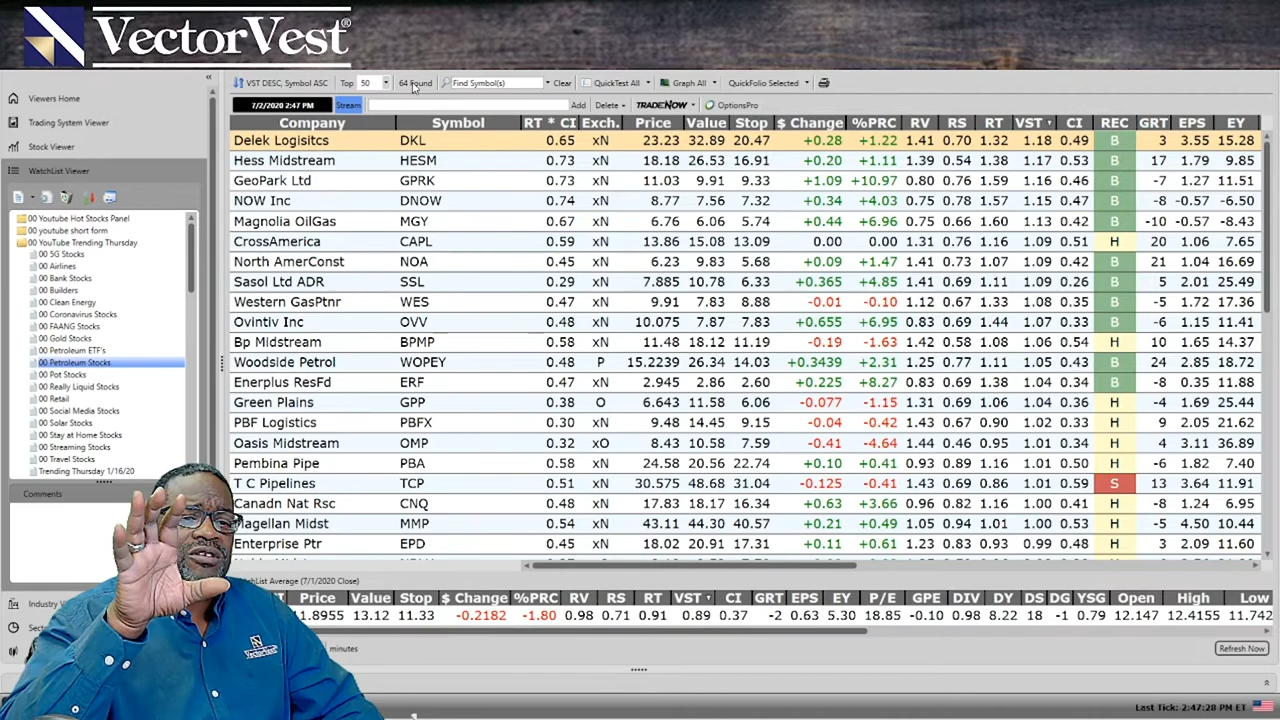 VectorVest®
VST DESC, Symbol ASC Top 50 64 Found Find Symbol(s) Clear QuickTest All Graph All QuickFolio Selected
7/2/2020 2:47 PM Stream Add Delete TRADENOW OptionsPro
Viewers Home
Trading System Viewer
Stock Viewer
WatchList Viewer
00 Youtube Hot Stocks Panel
00 youtube short form
00 YouTube Trending Thursday
00 5G Stocks
00 Airlines
00 Bank Stocks
00 Builders
00 Clean Energy
00 Coronavirus Stocks
00 FAANG Stocks
00 Gold Stocks
00 Petroleum ETF's
00 Petroleum Stocks
00 Pot Stocks
00 Really Liquid Stocks
00 Retail
00 Social Media Stocks
00 Solar Stocks
00 Stay at Home Stocks
00 Streaming Stocks
00 Travel Stocks
Trending Thursday 1/16/20
Comments
Company Symbol RT * CI Exch. Price Value Stop $ Change %PRC RV RS RT VST CI REC GRT EPS EY
Delek Logisitcs DKL 0.65 xN 23.23 32.89 20.47 +0.28 +1.22 1.41 0.70 1.32 1.18 0.49 B 3 3.55 15.28
Hess Midstream HESM 0.73 xN 18.18 26.53 16.91 +0.20 +1.11 1.39 0.54 1.38 1.17 0.53 B 17 1.79 9.85
GeoPark Ltd GPRK 0.73 xN 11.03 9.91 9.33 +1.09 +10.97 0.80 0.76 1.59 1.16 0.46 B -7 1.27 11.51
NOW Inc DNOW 0.74 xN 8.77 7.56 7.32 +0.34 +4.03 0.75 0.78 1.57 1.15 0.47 B -8 -0.57 -6.50
Magnolia OilGas MGY 0.67 xN 6.76 6.06 5.74 +0.44 +6.96 0.75 0.66 1.60 1.13 0.42 B -10 -0.57 -8.43
CrossAmerica CAPL 0.59 xN 13.86 15.08 13.09 0.00 0.00 1.31 0.76 1.16 1.09 0.51 H 20 1.06 7.65
North AmerConst NOA 0.45 xN 6.23 9.83 5.68 +0.09 +1.47 1.41 0.73 1.09 1.09 0.42 B 21 1.04 16.69
Sasol Ltd ADR SSL 0.29 xN 7.885 10.78 6.33 +0.365 +4.85 1.41 0.69 1.11 1.09 0.26 B 5 2.01 25.49
Western GasPtnr WES 0.47 xN 9.91 7.83 8.88 -0.01 -0.10 1.12 0.67 1.33 1.08 0.35 B -5 1.72 17.36
Ovintiv Inc OVV 0.48 xN 10.075 7.87 7.83 +0.655 +6.95 1.02 0.69 1.44 1.07 0.33 B -6 1.15 11.41
Bp Midstream BPMP 0.58 xN 11.48 18.12 11.19 -0.19 -1.63 1.42 0.58 1.08 1.06 0.54 H 10 1.65 14.37
Woodside Petrol WOPEY 0.48 P 15.2239 26.34 14.03 +0.3439 +2.31 1.25 0.77 1.11 1.05 0.43 B 24 2.85 18.72
Enerplus ResFd ERF 0.47 xN 2.945 2.86 2.60 +0.225 +8.27 0.83 0.69 1.38 1.04 0.34 B -8 0.35 11.88
Green Plains GPP 0.38 O 6.643 11.58 6.06 -0.077 -1.15 1.31 0.69 1.06 1.04 0.36 H 4 1.69 25.44
PBF Logistics PBFX 0.30 xN 9.48 14.45 9.15 -0.04 -0.42 1.31 0.69 0.90 1.02 0.33 H 9 2.05 21.62
Oasis Midstream OMP 0.32 xO 8.43 10.58 7.59 -0.41 -4.64 1.44 0.46 0.95 1.01 0.34 H 4 3.11 36.89
Pembina Pipe PBA 0.58 xN 24.58 20.56 22.74 +0.10 +0.41 0.93 0.89 1.16 1.01 0.50 H -6 1.82 7.40
T C Pipelines TCP 0.51 xN 30.575 48.68 31.04 -0.125 -0.41 1.43 0.69 0.86 1.01 0.59 S 13 3.64 11.91
Canadn Nat Rsc CNQ 0.48 xN 17.83 18.17 16.34 +0.63 +3.66 0.96 0.82 1.16 1.00 0.41 H -8 1.24 6.95
Magellan Midst MMP 0.54 xN 43.11 44.30 40.57 +0.21 +0.49 1.05 0.94 1.01 1.00 0.53 H -5 4.50 10.44
Enterprise Ptr EPD 0.45 xN 18.02 20.91 17.31 +0.11 +0.61 1.23 0.83 0.93 0.99 0.48 H 3 2.09 11.60
WatchList Average (7/1/2020 Close)
Price Value Stop $ Change %PRC RV RS RT VST CI GRT EPS EY P/E GPE DIV DY DS DG YSG Open High Low
13.12 11.33 -0.2182 -1.80 0.98 0.71 0.91 0.89 0.37 -2 0.63 5.30 18.85 -0.10 0.98 8.22 18 -1 0.79 12.147 12.4155 11.742
Industry
minutes
Refresh Now
VectorVest
Last Tick: 2:47:28 PM ET